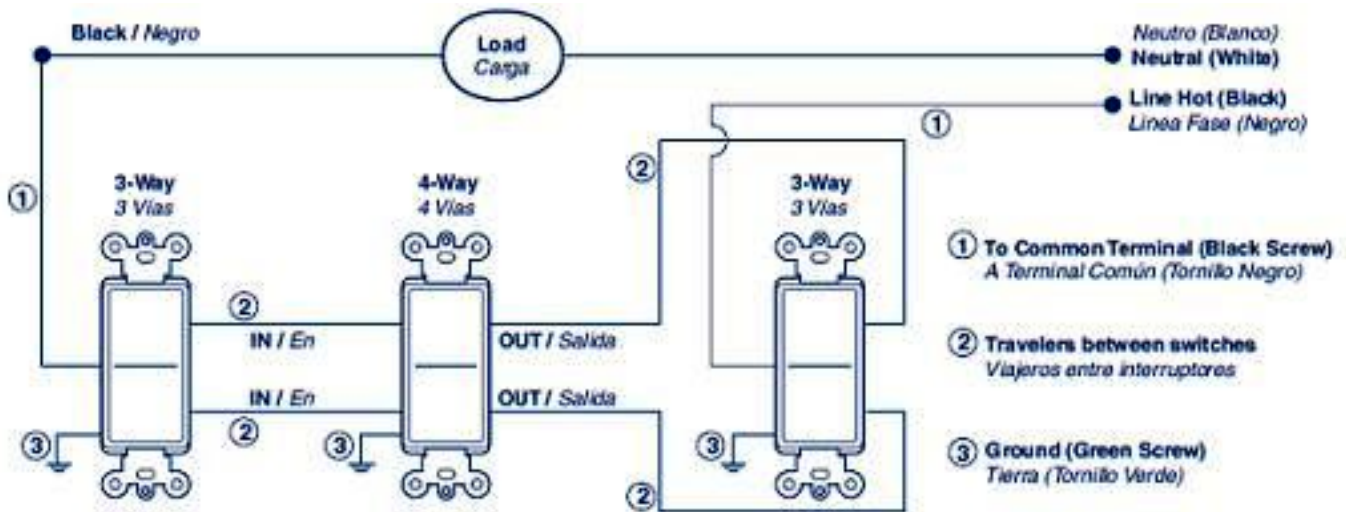 Black / Negro
Load
Carga
Neutro (Blanco)
Neutral (White)
Line Hot (Black)
Linea Fase (Negro)
1
2
1
3-Way
3 Vías
4-Way
4 Vías
3-Way
3 Vías
1 To Common Terminal (Black Screw)
A Terminal Común (Tornillo Negro)
2
IN / En
OUT / Salida
2 Travelers between switches
Viajeros entre interruptores
IN / En
OUT / Salida
2
3
3
3
3 Ground (Green Screw)
Tierra (Tornillo Verde)
2